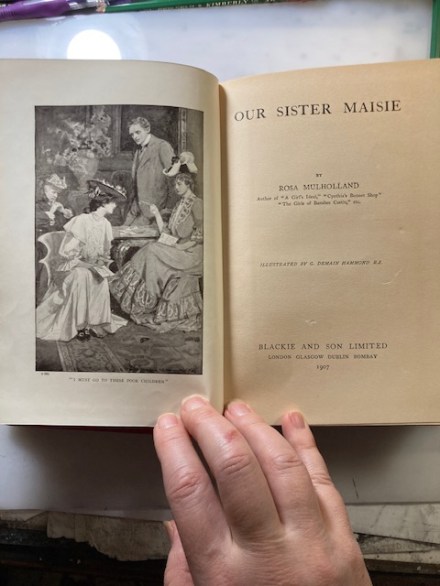 "I MUST GO TO THESE POOR CHILDREN"
OUR SISTER MAISIE
BY
ROSA MULHOLLAND
Author of "A Girl's Ideal," "Cynthia's Bonnet Shop"
"The Girls of Banshee Castle," etc.
ILLUSTRATED BY G. DEMAIN HAMMOND R.I.
BLACKIE AND SON LIMITED
LONDON GLASGOW DUBLIN BOMBAY
1907